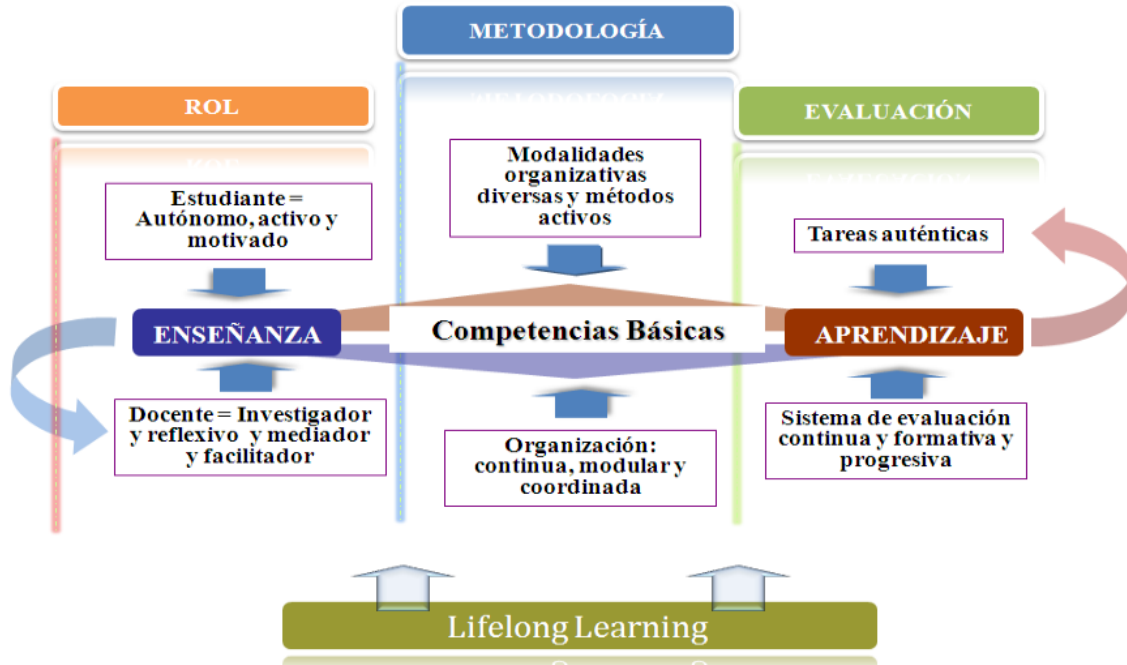 METODOLOGÍA
ROL
EVALUACIÓN
Estudiante =
Autónomo, activo y
motivado
Modalidades
organizativas
diversas y métodos
activos
Tareas auténticas
ENSEÑANZA
Competencias Básicas
APRENDIZAJE
Docente = Investigador
y reflexivo y mediador
y facilitador
Organización:
continua, modular y
coordinada
Sistema de evaluación
continua y formativa y
progresiva
Lifelong Learning